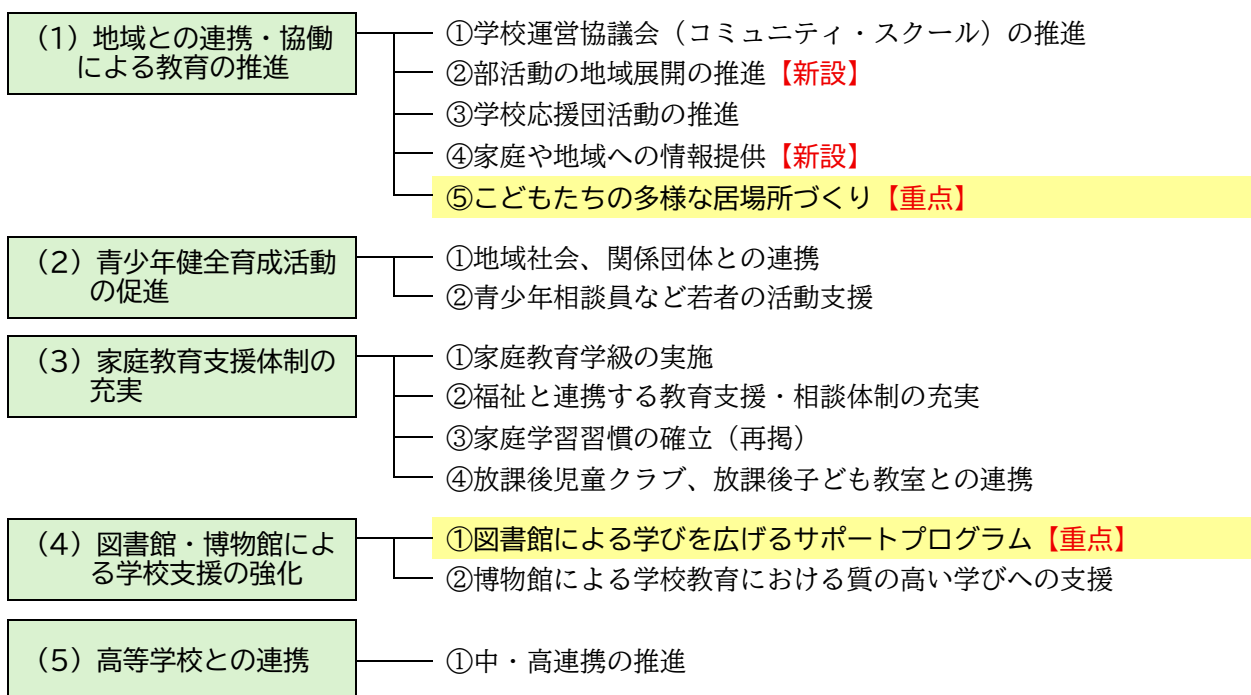 （1）地域との連携・協働
による教育の推進
①学校運営協議会（コミュニティ・スクール）の推進
②部活動の地域展開の推進【新設】
③学校応援団活動の推進
④家庭や地域への情報提供【新設】
⑤こどもたちの多様な居場所づくり【重点】
（2）青少年健全育成活動
の促進
①地域社会、関係団体との連携
②青少年相談員など若者の活動支援
（3）家庭教育支援体制の
充実
①家庭教育学級の実施
②福祉と連携する教育支援・相談体制の充実
③家庭学習習慣の確立（再掲）
④放課後児童クラブ、放課後子ども教室との連携
（4）図書館・博物館によ
る学校支援の強化
①図書館による学びを広げるサポートプログラム【重点】
②博物館による学校教育における質の高い学びへの支援
（5）高等学校との連携
①中・高連携の推進